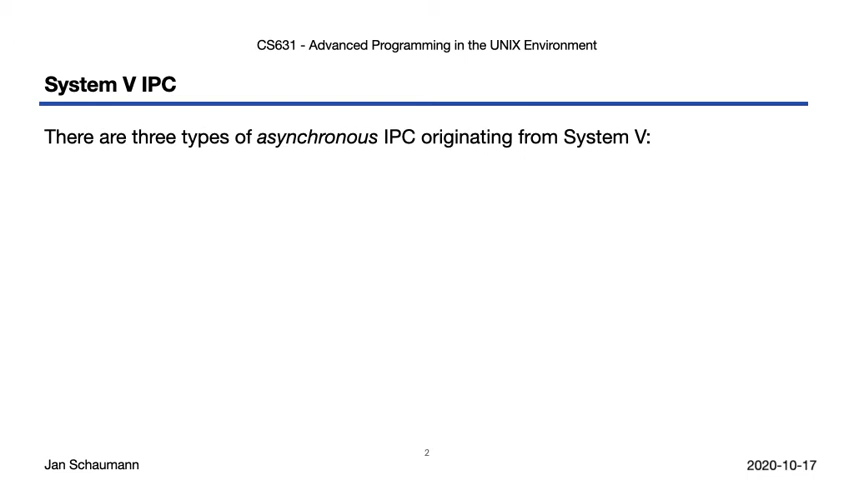 CS631 - Advanced Programming in the UNIX Environment
System V IPC
There are three types of asynchronous IPC originating from System V:
2
Jan Schaumann
2020-10-17